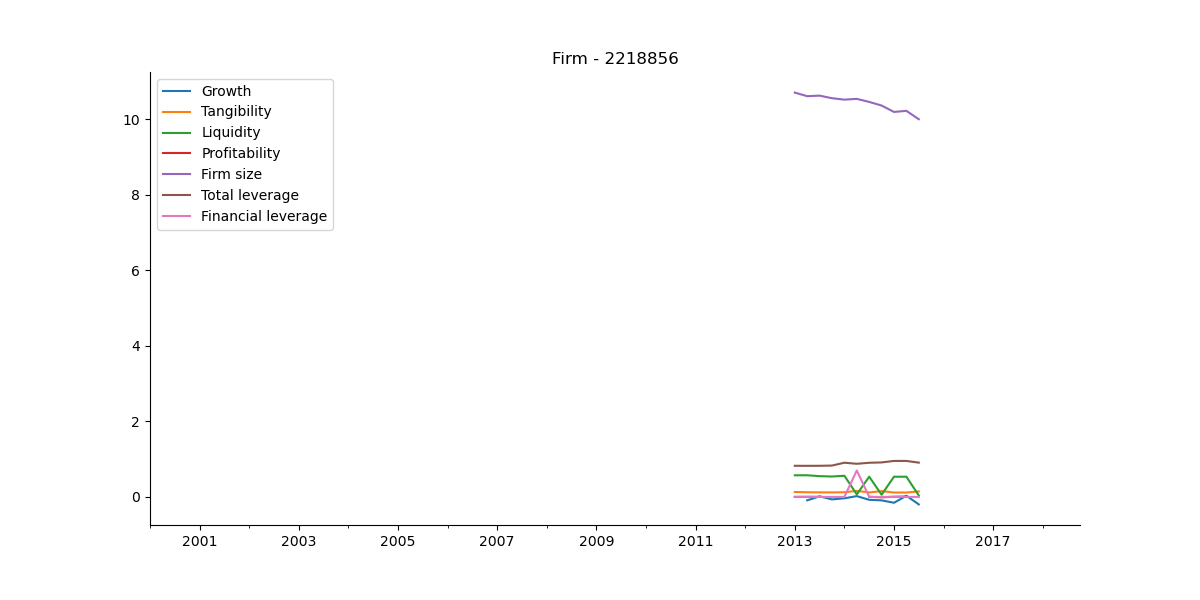 Firm - 2218856
Growth
Tangibility
Liquidity
Profitability
Firm size
Total leverage
Financial leverage
10
8
6
4
2
0
2001 2003 2005 2007 2009 2011 2013 2015 2017